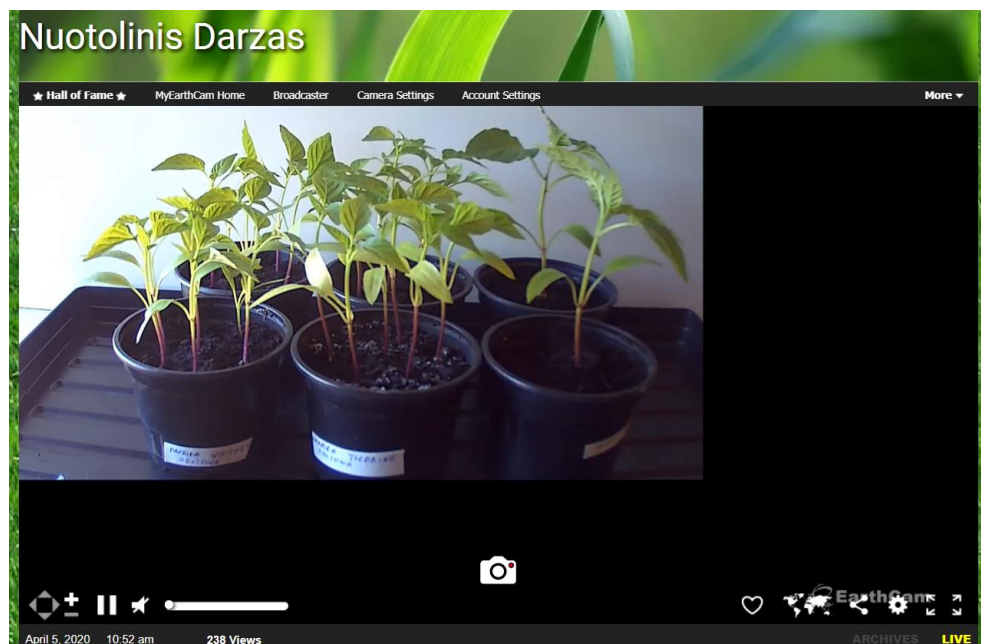 Nuotolinis Darzas
★ Hall of Fame ★ MyEarthCam Home Broadcaster Camera Settings Account Settings More
PAPRIKA
PAPRIKA TURBINE
EarthCam
April 5, 2020 10:52 am 238 Views ARCHIVES LIVE